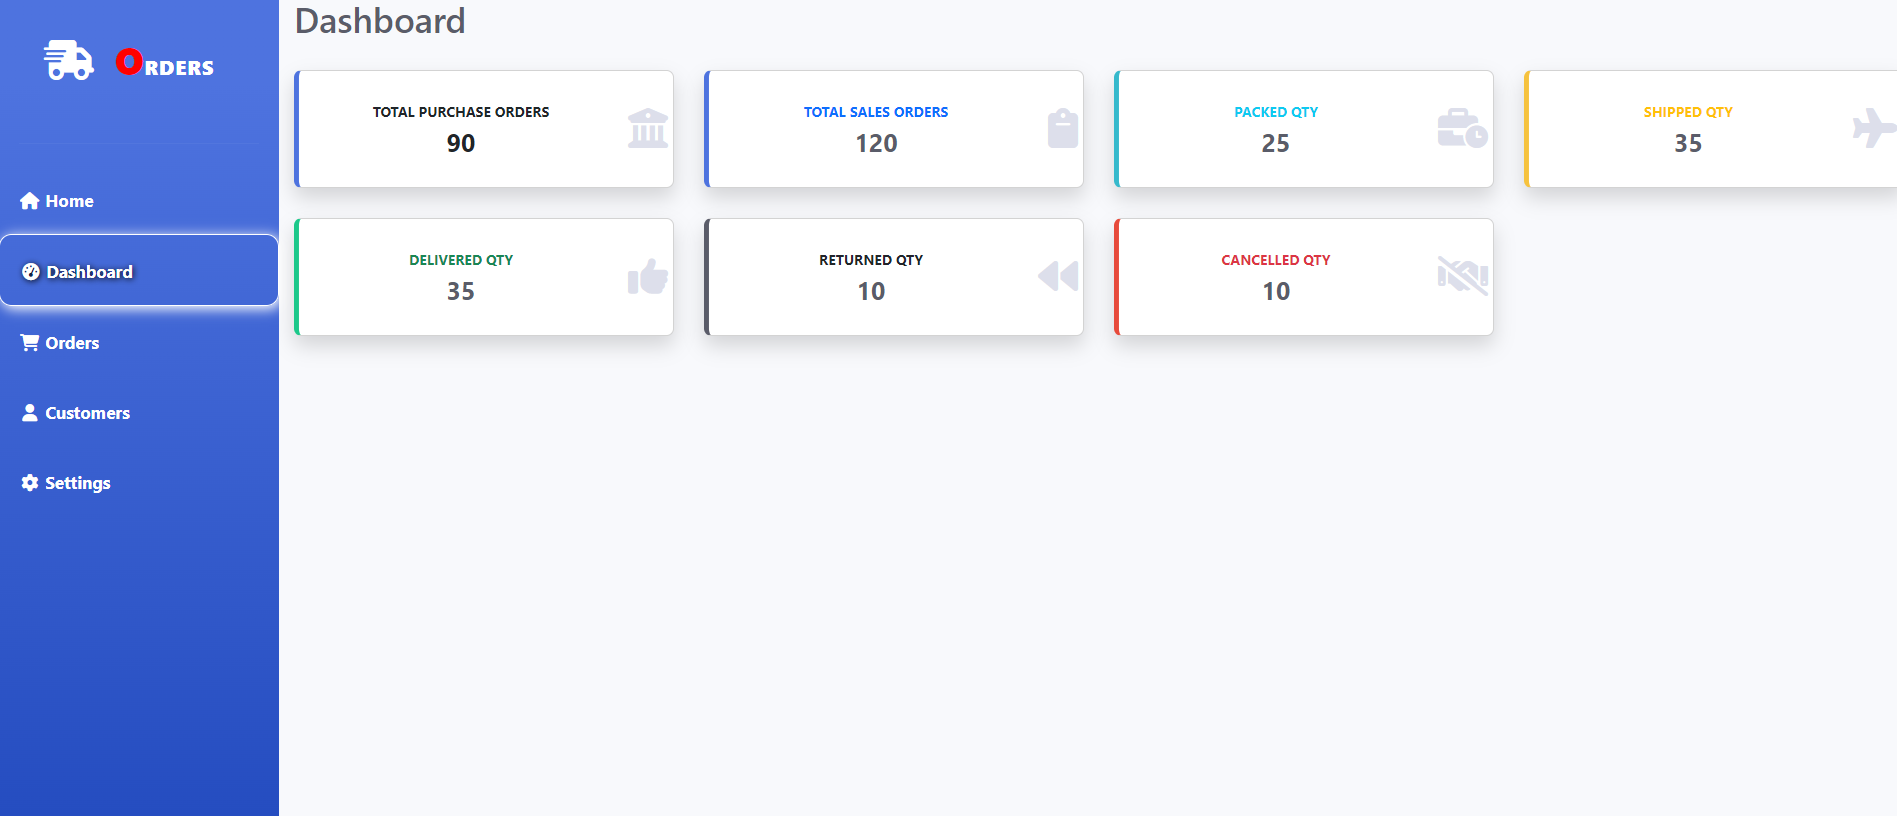 ORDERS
Home
Dashboard
Orders
Customers
Settings
Dashboard
TOTAL PURCHASE ORDERS
90
TOTAL SALES ORDERS
120
PACKED QTY
25
SHIPPED QTY
35
DELIVERED QTY
35
RETURNED QTY
10
CANCELLED QTY
10